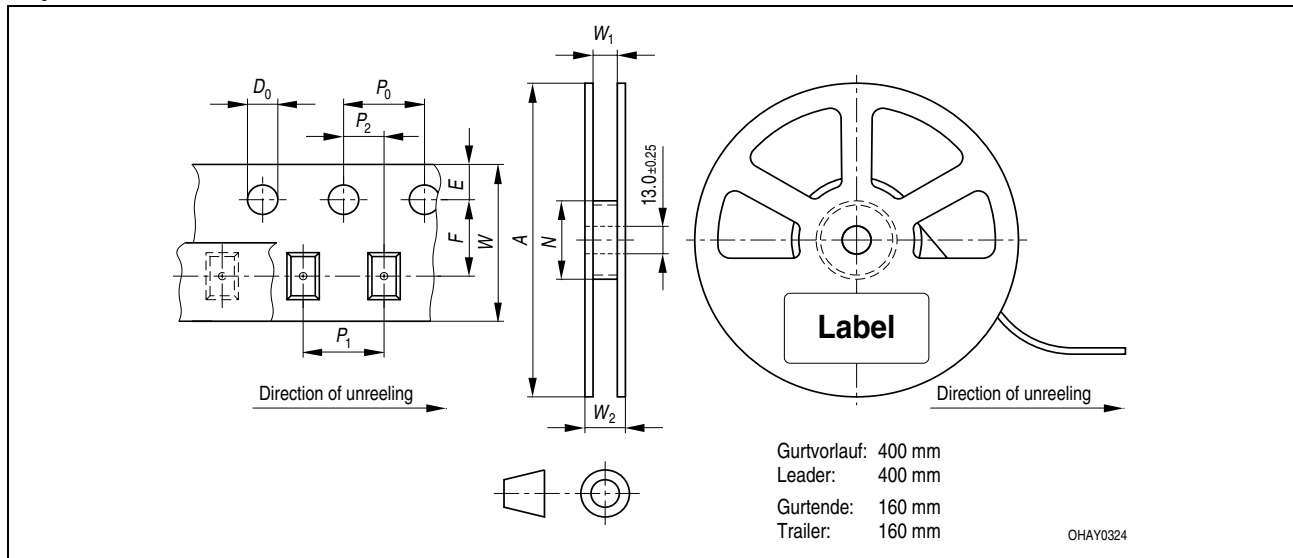 W₁
D₀
P₀
P₂
E
F
W
P₁
Direction of unreeling
A
N
13.0±0.25
W₂
Label
Direction of unreeling
Gurtvorlauf: 400 mm
Leader: 400 mm
Gurtende: 160 mm
Trailer: 160 mm
OHAY0324